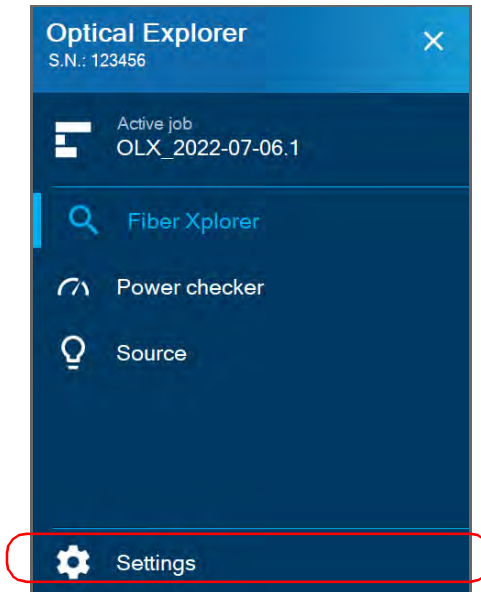 Optical Explorer
S.N.: 123456
Active job
OLX_2022-07-06.1
Fiber Xplorer
Power checker
Source
Settings